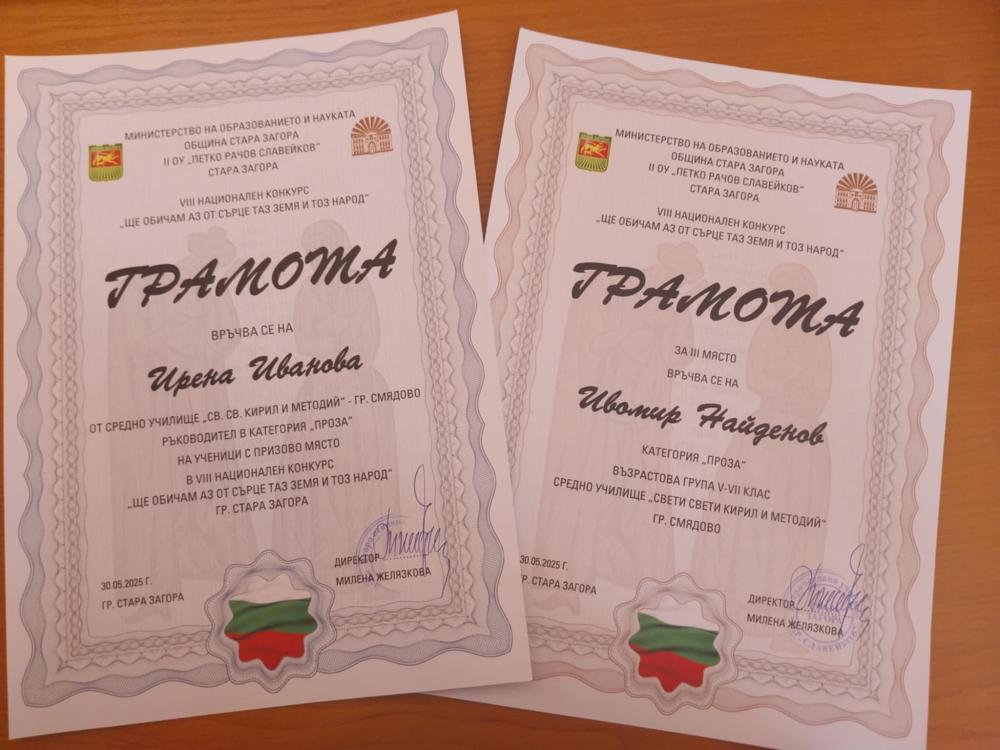 МИНИСТЕРСТВО НА ОБРАЗОВАНИЕТО И НАУКАТА
ОБЩИНА СТАРА ЗАГОРА
II ОУ „ПЕТКО РАЧОВ СЛАВЕЙКОВ"
СТАРА ЗАГОРА
VIII НАЦИОНАЛЕН КОНКУРС
„ЩЕ ОБИЧАМ АЗ ОТ СЪРЦЕ ТАЗ ЗЕМЯ И ТОЗ НАРОД"
ГРАМОТА
ВРЪЧВА СЕ НА
Ирена Иванова
ОТ СРЕДНО УЧИЛИЩЕ „СВ. СВ. КИРИЛ И МЕТОДИЙ" - ГР. СМЯДОВО
РЪКОВОДИТЕЛ В КАТЕГОРИЯ „ПРОЗА"
НА УЧЕНИЦИ С ПРИЗОВО МЯСТО
В VIII НАЦИОНАЛЕН КОНКУРС
„ЩЕ ОБИЧАМ АЗ ОТ СЪРЦЕ ТАЗ ЗЕМЯ И ТОЗ НАРОД"
ГР. СТАРА ЗАГОРА
30.05.2025 Г.
ГР. СТАРА ЗАГОРА
ДИРЕКТОР
МИЛЕНА ЖЕЛЯЗКОВА
МИНИСТЕРСТВО НА ОБРАЗОВАНИЕТО И НАУКАТА
ОБЩИНА СТАРА ЗАГОРА
II ОУ „ПЕТКО РАЧОВ СЛАВЕЙКОВ"
СТАРА ЗАГОРА
VIII НАЦИОНАЛЕН КОНКУРС
„ЩЕ ОБИЧАМ АЗ ОТ СЪРЦЕ ТАЗ ЗЕМЯ И ТОЗ НАРОД"
ГРАМОТА
ЗА III МЯСТО
ВРЪЧВА СЕ НА
Ивомир Найденов
КАТЕГОРИЯ „ПРОЗА"
ВЪЗРАСТОВА ГРУПА V-VII КЛАС
СРЕДНО УЧИЛИЩЕ „СВЕТИ СВЕТИ КИРИЛ И МЕТОДИЙ"
ГР. СМЯДОВО
30.05.2025 Г.
ГР. СТАРА ЗАГОРА
ДИРЕКТОР
МИЛЕНА ЖЕЛЯЗКОВА